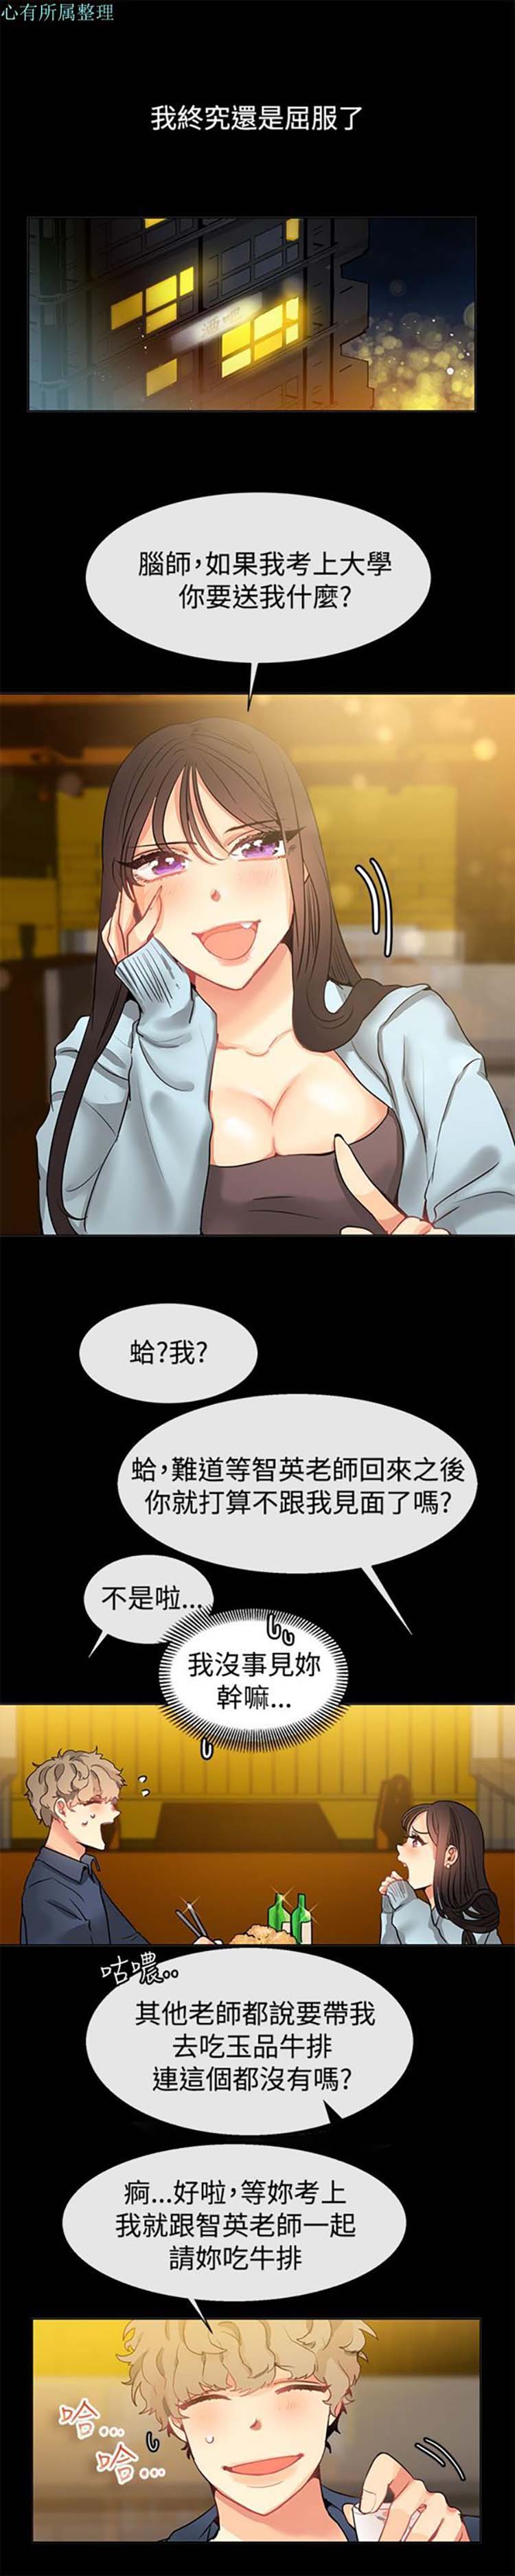 心有所属整理
我終究還是屈服了
酒吧
腦師,如果我考上大學
你要送我什麼?
蛤?我?
蛤,難道等智英老師回來之後
你就打算不跟我見面了嗎?
不是啦...
我沒事見妳
幹嘛...
咕噥..
其他老師都說要帶我
去吃玉品牛排
連這個都沒有嗎?
痾...好啦,等妳考上
我就跟智英老師一起
請妳吃牛排
哈...
哈...